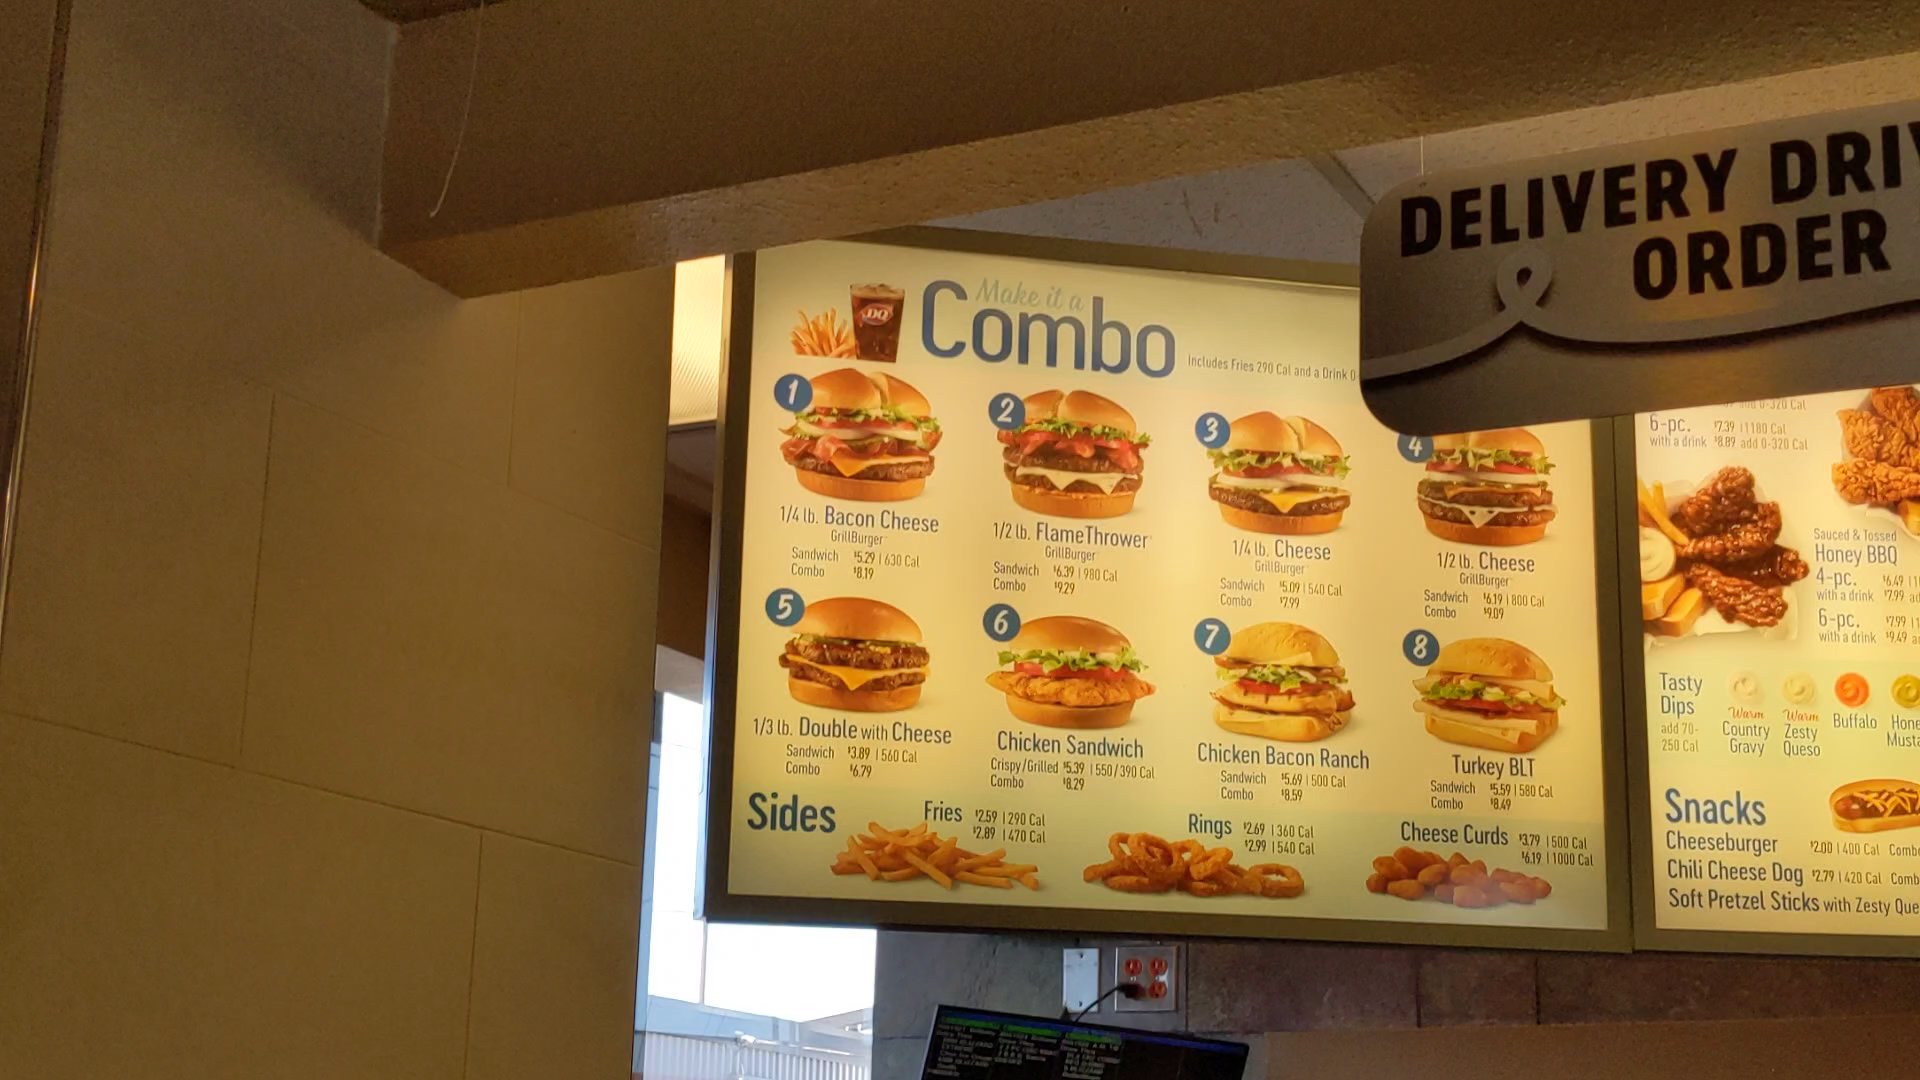 DELIVERY DRI
ORDER
Make it a
Combo
DQ
Includes Fries 290 Cal and a Drink 0
1
1/4 lb. Bacon Cheese
GrillBurger
Sandwich $5.29 | 630 Cal
Combo $8.19
2
1/2 lb. FlameThrower
GrillBurger
Sandwich $6.39 | 980 Cal
Combo $9.29
3
1/4 lb. Cheese
GrillBurger
Sandwich $5.09 | 540 Cal
Combo $7.99
4
1/2 lb. Cheese
GrillBurger
Sandwich $6.19 | 800 Cal
Combo $9.09
5
1/3 lb. Double with Cheese
Sandwich $3.89 | 560 Cal
Combo $6.79
6
Chicken Sandwich
Crispy/Grilled $5.39 | 550/390 Cal
Combo $8.29
7
Chicken Bacon Ranch
Sandwich $5.69 | 500 Cal
Combo $8.59
8
Turkey BLT
Sandwich $5.59 | 580 Cal
Combo $8.49
Sides
Fries $2.59 | 290 Cal
$2.89 | 470 Cal
Rings $2.69 | 360 Cal
$2.99 | 540 Cal
Cheese Curds $3.79 | 500 Cal
$6.19 | 1000 Cal
add 0-320 Cal
6-pc. $7.39 | 1180 Cal
with a drink $8.89 add 0-320 Cal
Sauced & Tossed
Honey BBQ
4-pc. $6.49
with a drink $7.99
6-pc. $7.99
with a drink $9.49
Tasty
Dips
add 70-
250 Cal
Warm
Country
Gravy
Warm
Zesty
Queso
Buffalo
Hone
Musta
Snacks
Cheeseburger $2.00 | 400 Cal Comb
Chili Cheese Dog $2.79 | 420 Cal Comb
Soft Pretzel Sticks with Zesty Que